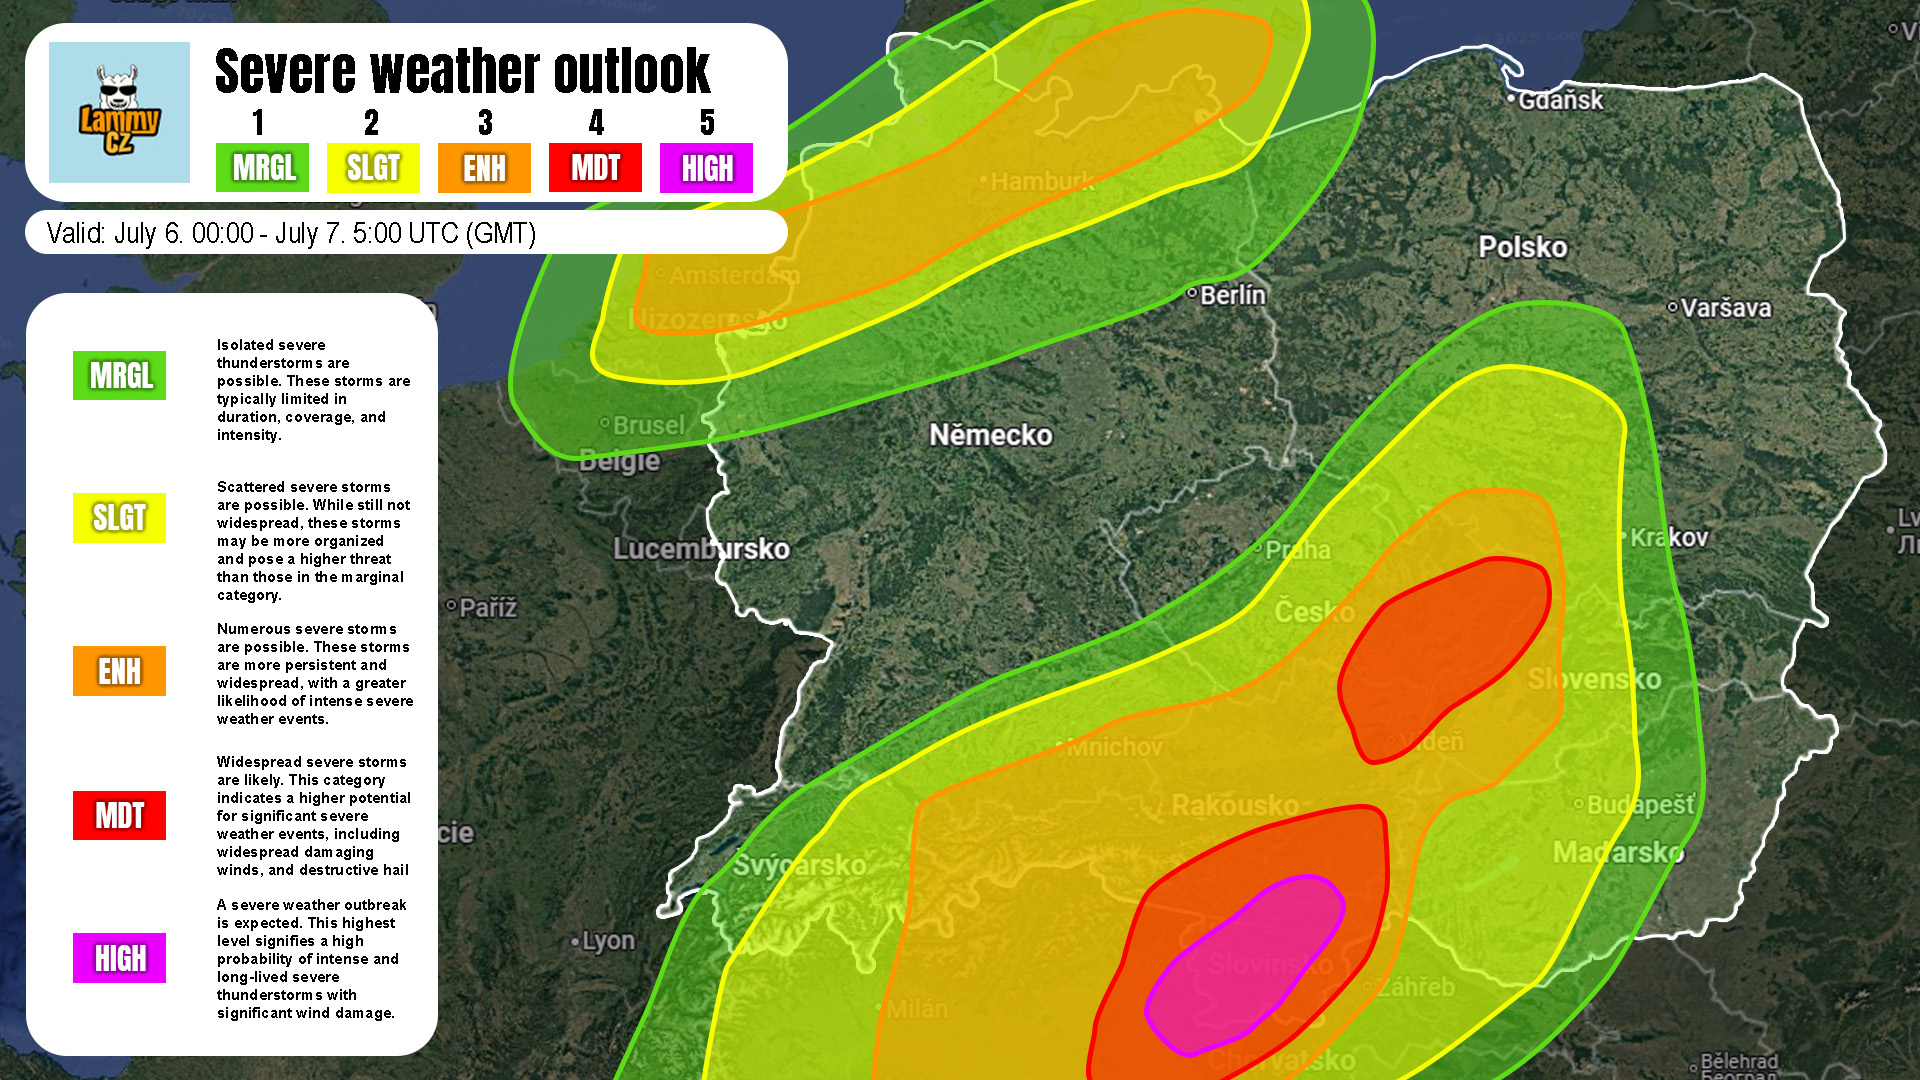 Severe weather outlook
1 2 3 4 5
MRGL SLGT ENH MDT HIGH
Lammy
CZ
Valid: July 6. 00:00 - July 7. 5:00 UTC (GMT)
MRGL
Isolated severe
thunderstorms are
possible. These storms are
typically limited in
duration, coverage, and
intensity.
SLGT
Scattered severe storms
are possible. While still not
widespread, these storms
may be more organized
and pose a higher threat
than those in the marginal
category.
ENH
Numerous severe storms
are possible. These storms
are more persistent and
widespread, with a greater
likelihood of intense severe
weather events.
MDT
Widespread severe storms
are likely. This category
indicates a higher potential
for significant severe
weather events, including
widespread damaging
winds, and destructive hail
HIGH
A severe weather outbreak
is expected. This highest
level signifies a high
probability of intense and
long-lived severe
thunderstorms with
significant wind damage.
Gdaňsk
Hamburk
Polsko
Amsterdam
Berlín
Varšava
Nizozemsko
Brusel
Německo
Belgie
Krakov
Lucembursko
Praha
Paříž
Česko
Slovensko
Mnichov
Vídeň
Rakousko
Budapešť
Švýcarsko
Maďarsko
Lyon
Slovinsko
Záhřeb
Milán
Chorvatsko
Bělehrad